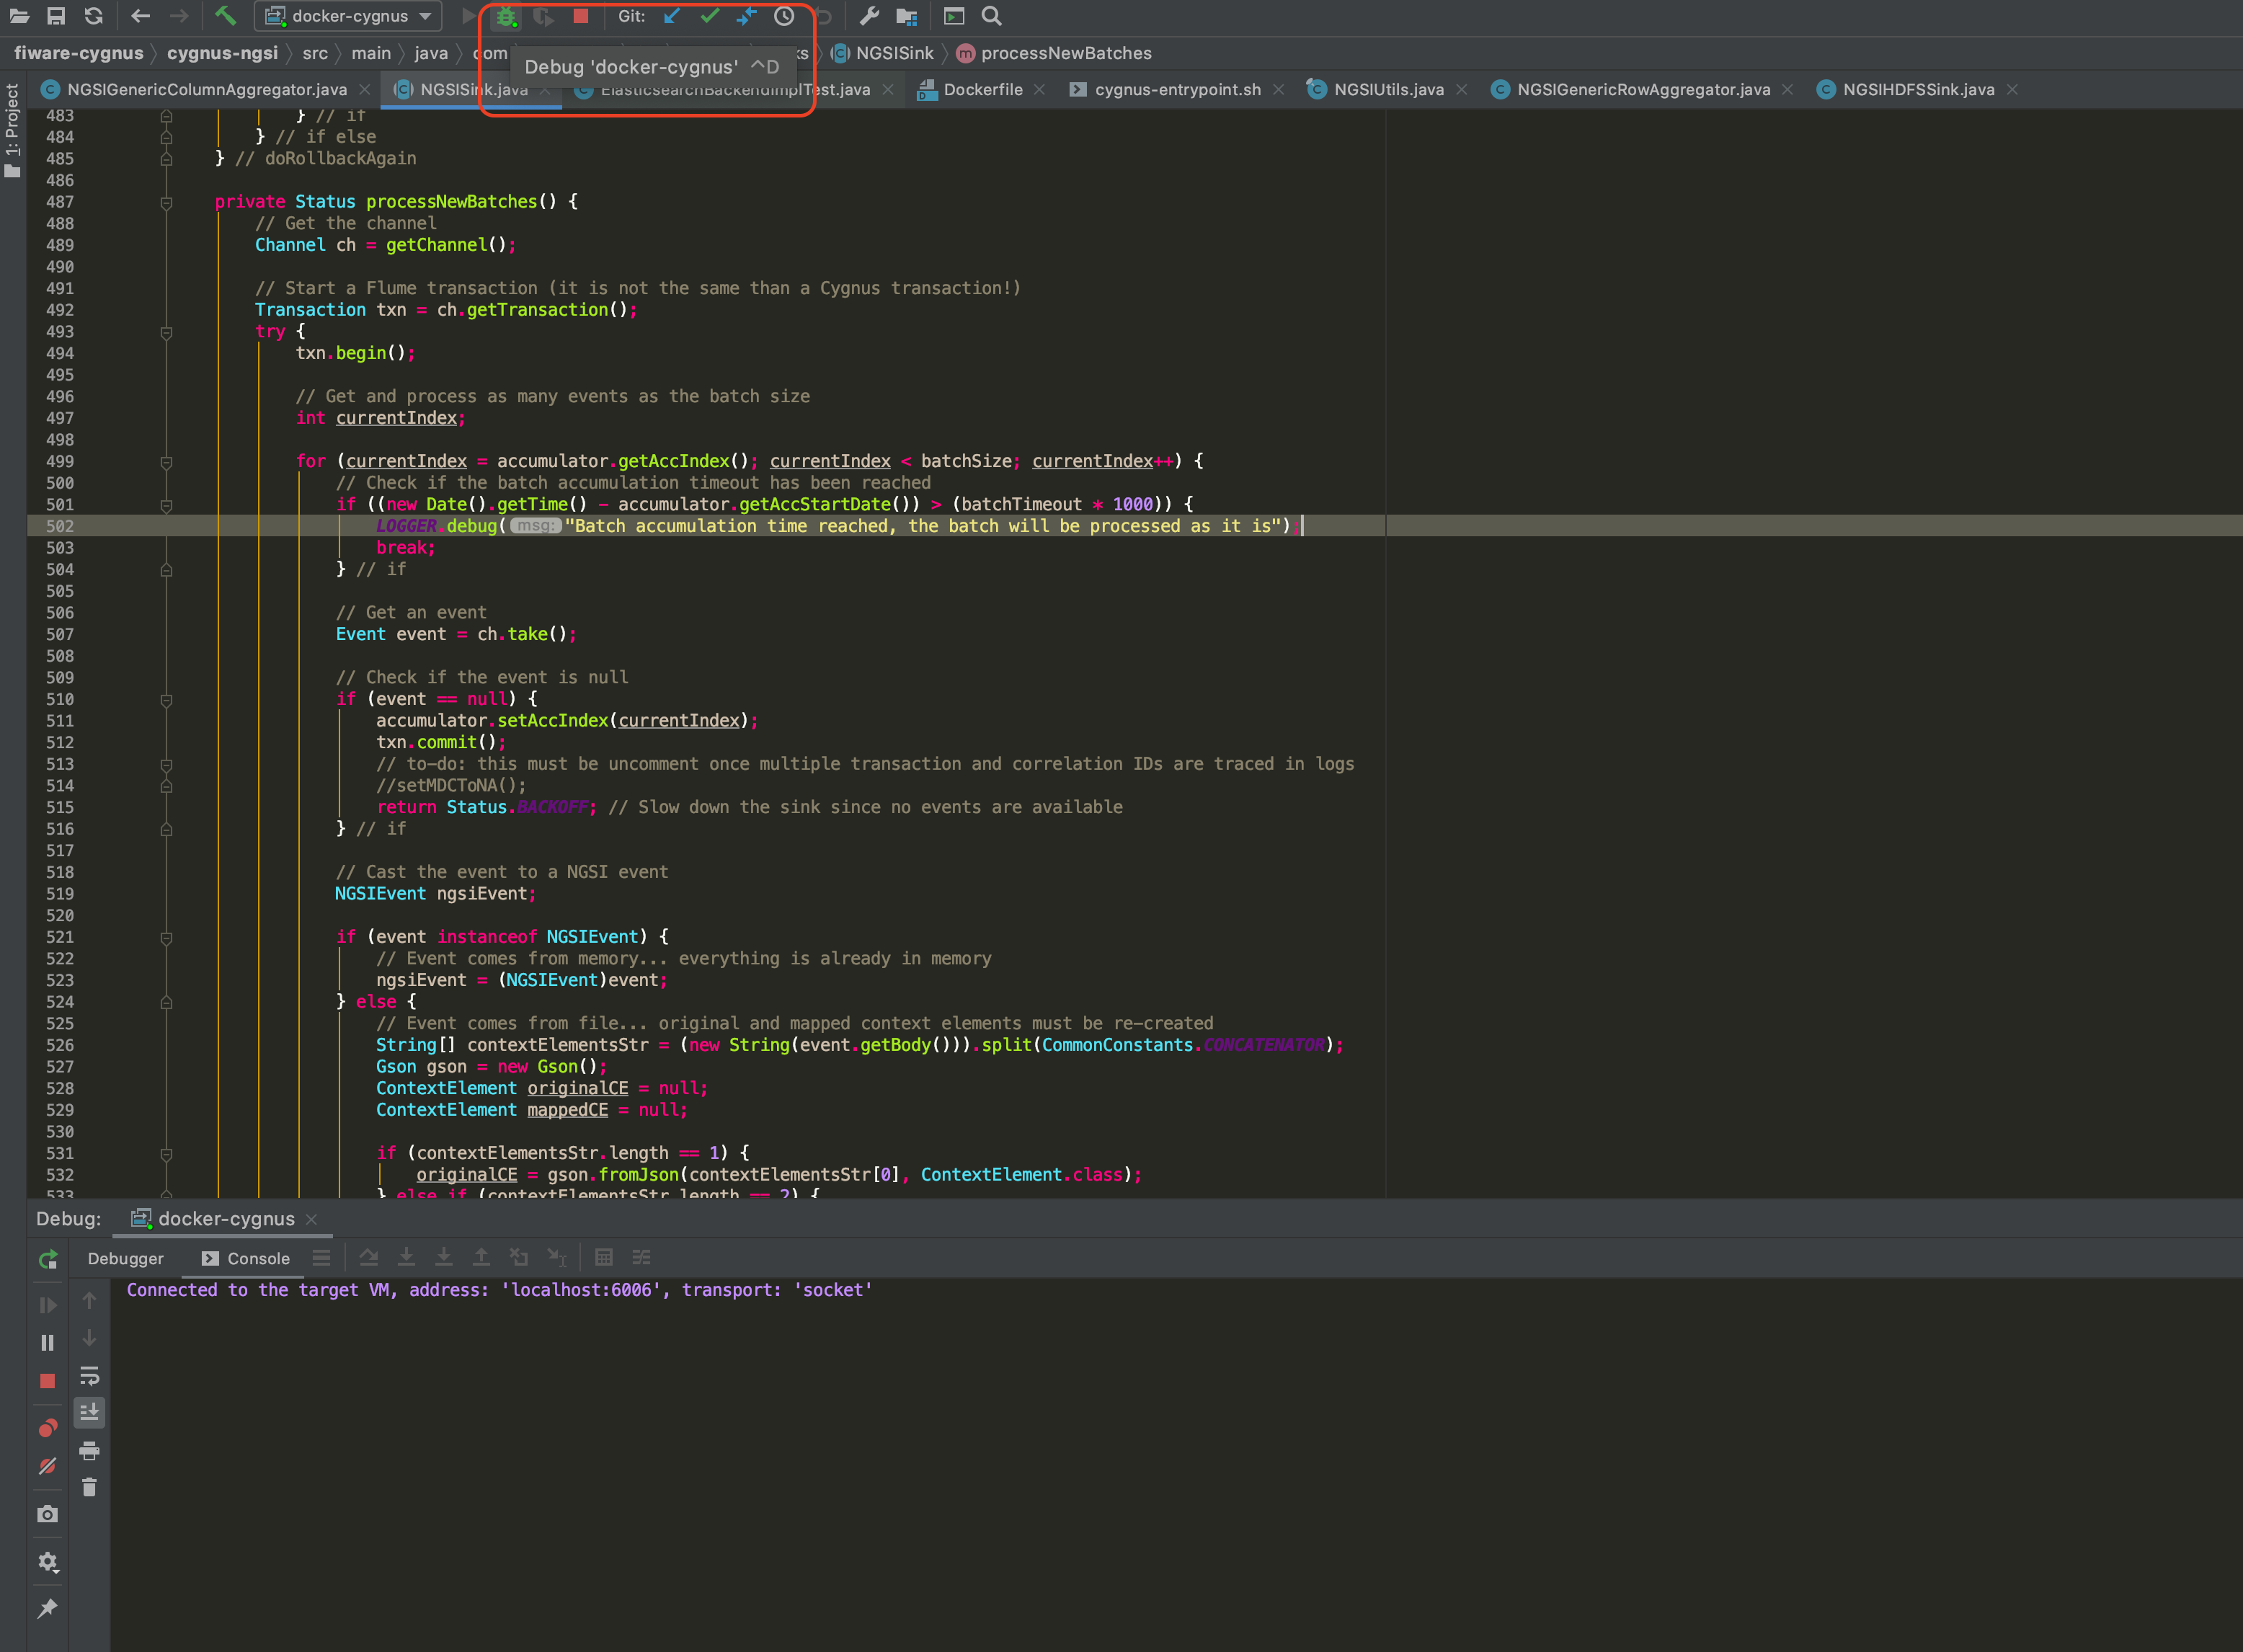 docker-cygnus Git:
fiware-cygnus cygnus-ngsi src main java com ks NGSISink m processNewBatches
Debug 'docker-cygnus' ^D
NGSIGenericColumnAggregator.java NGSISink.java ElasticsearchBackendImplTest.java Dockerfile cygnus-entrypoint.sh NGSIUtils.java NGSIGenericRowAggregator.java NGSIHDFSSink.java
1: Project
483 } // if
484 } // if else
485 } // doRollbackAgain
486
487 private Status processNewBatches() {
488 // Get the channel
489 Channel ch = getChannel();
490
491 // Start a Flume transaction (it is not the same than a Cygnus transaction!)
492 Transaction txn = ch.getTransaction();
493 try {
494 txn.begin();
495
496 // Get and process as many events as the batch size
497 int currentIndex;
498
499 for (currentIndex = accumulator.getAccIndex(); currentIndex < batchSize; currentIndex++) {
500 // Check if the batch accumulation timeout has been reached
501 if ((new Date().getTime() - accumulator.getAccStartDate()) > (batchTimeout * 1000)) {
502 LOGGER.debug( msg: "Batch accumulation time reached, the batch will be processed as it is");
503 break;
504 } // if
505
506 // Get an event
507 Event event = ch.take();
508
509 // Check if the event is null
510 if (event == null) {
511 accumulator.setAccIndex(currentIndex);
512 txn.commit();
513 // to-do: this must be uncomment once multiple transaction and correlation IDs are traced in logs
514 //setMDCToNA();
515 return Status.BACKOFF; // Slow down the sink since no events are available
516 } // if
517
518 // Cast the event to a NGSI event
519 NGSIEvent ngsiEvent;
520
521 if (event instanceof NGSIEvent) {
522 // Event comes from memory... everything is already in memory
523 ngsiEvent = (NGSIEvent)event;
524 } else {
525 // Event comes from file... original and mapped context elements must be re-created
526 String[] contextElementsStr = (new String(event.getBody())).split(CommonConstants.CONCATENATOR);
527 Gson gson = new Gson();
528 ContextElement originalCE = null;
529 ContextElement mappedCE = null;
530
531 if (contextElementsStr.length == 1) {
532 originalCE = gson.fromJson(contextElementsStr[0], ContextElement.class);
533 } else if (contextElementsStr.length == 2) {
Debug: docker-cygnus
Debugger Console
Connected to the target VM, address: 'localhost:6006', transport: 'socket'